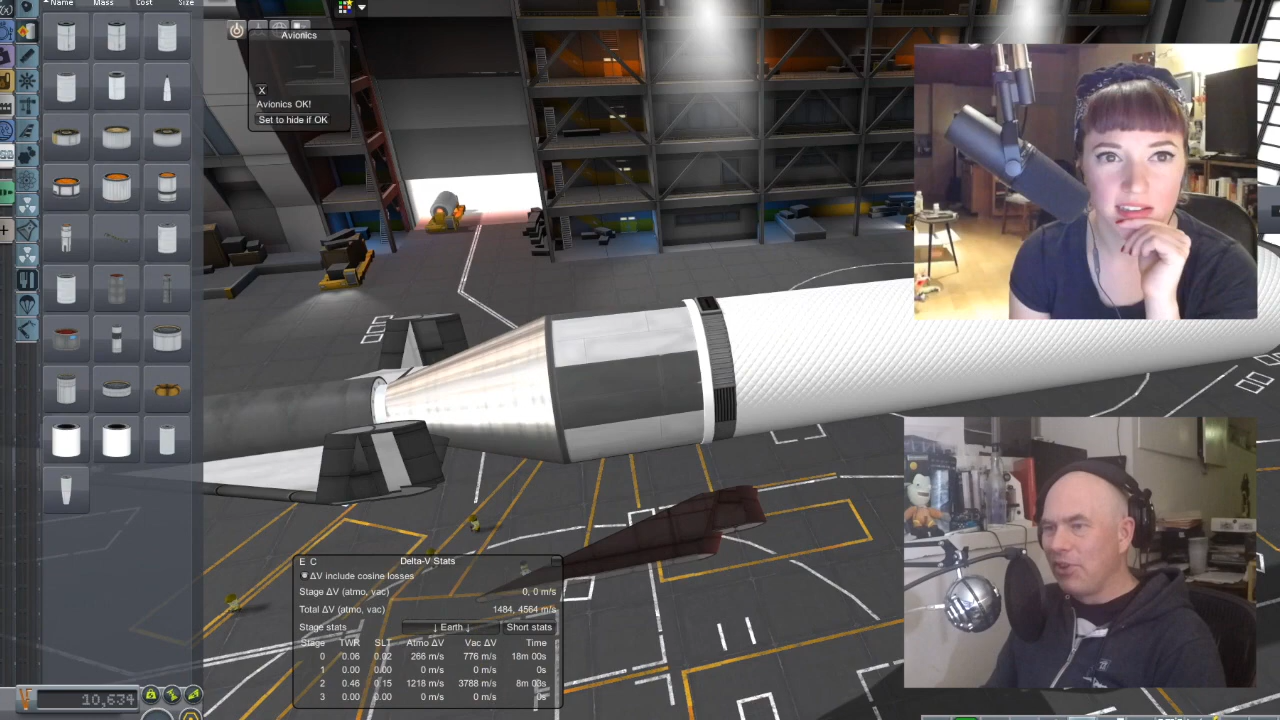 Name Mass Cost Size
Avionics
X
Avionics OK!
Set to hide if OK
E C Delta-V Stats
ΔV include cosine losses
Stage ΔV (atmo, vac) 0, 0 m/s
Total ΔV (atmo, vac) 1484, 4564 m/s
Stage stats ↓ Earth ↓ Short stats
Stage TWR SLT Atmo ΔV Vac ΔV Time
0 0.06 0.02 266 m/s 776 m/s 18m 00s
1 0.00 0.00 0 m/s 0 m/s 0s
2 0.46 0.15 1218 m/s 3788 m/s 8m 03s
3 0.00 0.00 0 m/s 0 m/s 0s
10,634